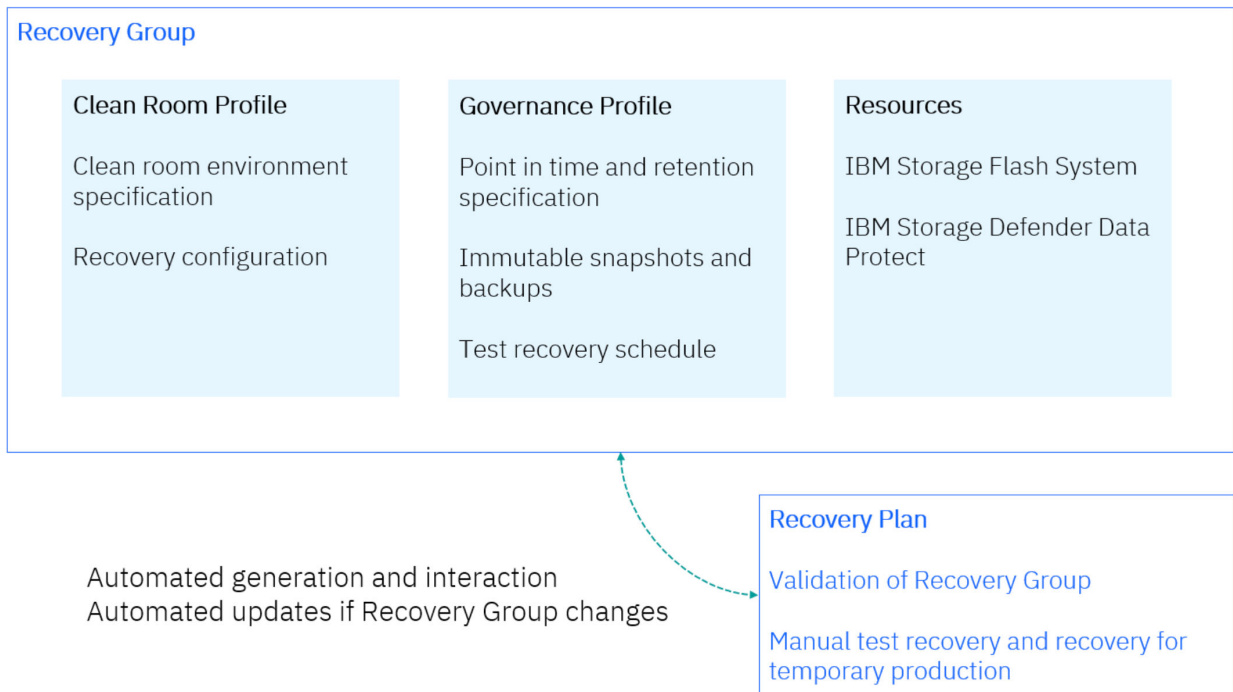 Recovery Group
Clean Room Profile
Clean room environment
specification
Recovery configuration
Governance Profile
Point in time and retention
specification
Immutable snapshots and
backups
Test recovery schedule
Resources
IBM Storage Flash System
IBM Storage Defender Data
Protect
Automated generation and interaction
Automated updates if Recovery Group changes
Recovery Plan
Validation of Recovery Group
Manual test recovery and recovery for
temporary production